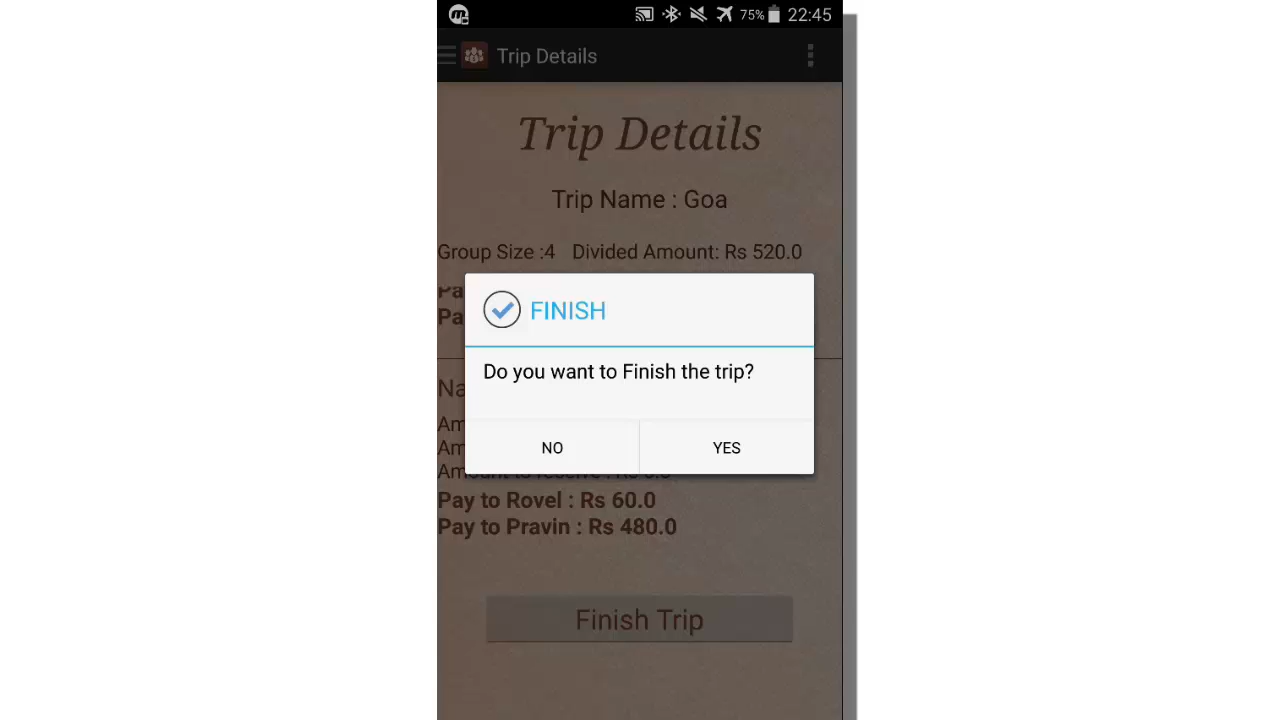 75% 22:45
Trip Details
Trip Details
Trip Name : Goa
Group Size :4 Divided Amount: Rs 520.0
FINISH
Do you want to Finish the trip?
NO YES
Pay to Rovel : Rs 60.0
Pay to Pravin : Rs 480.0
Finish Trip